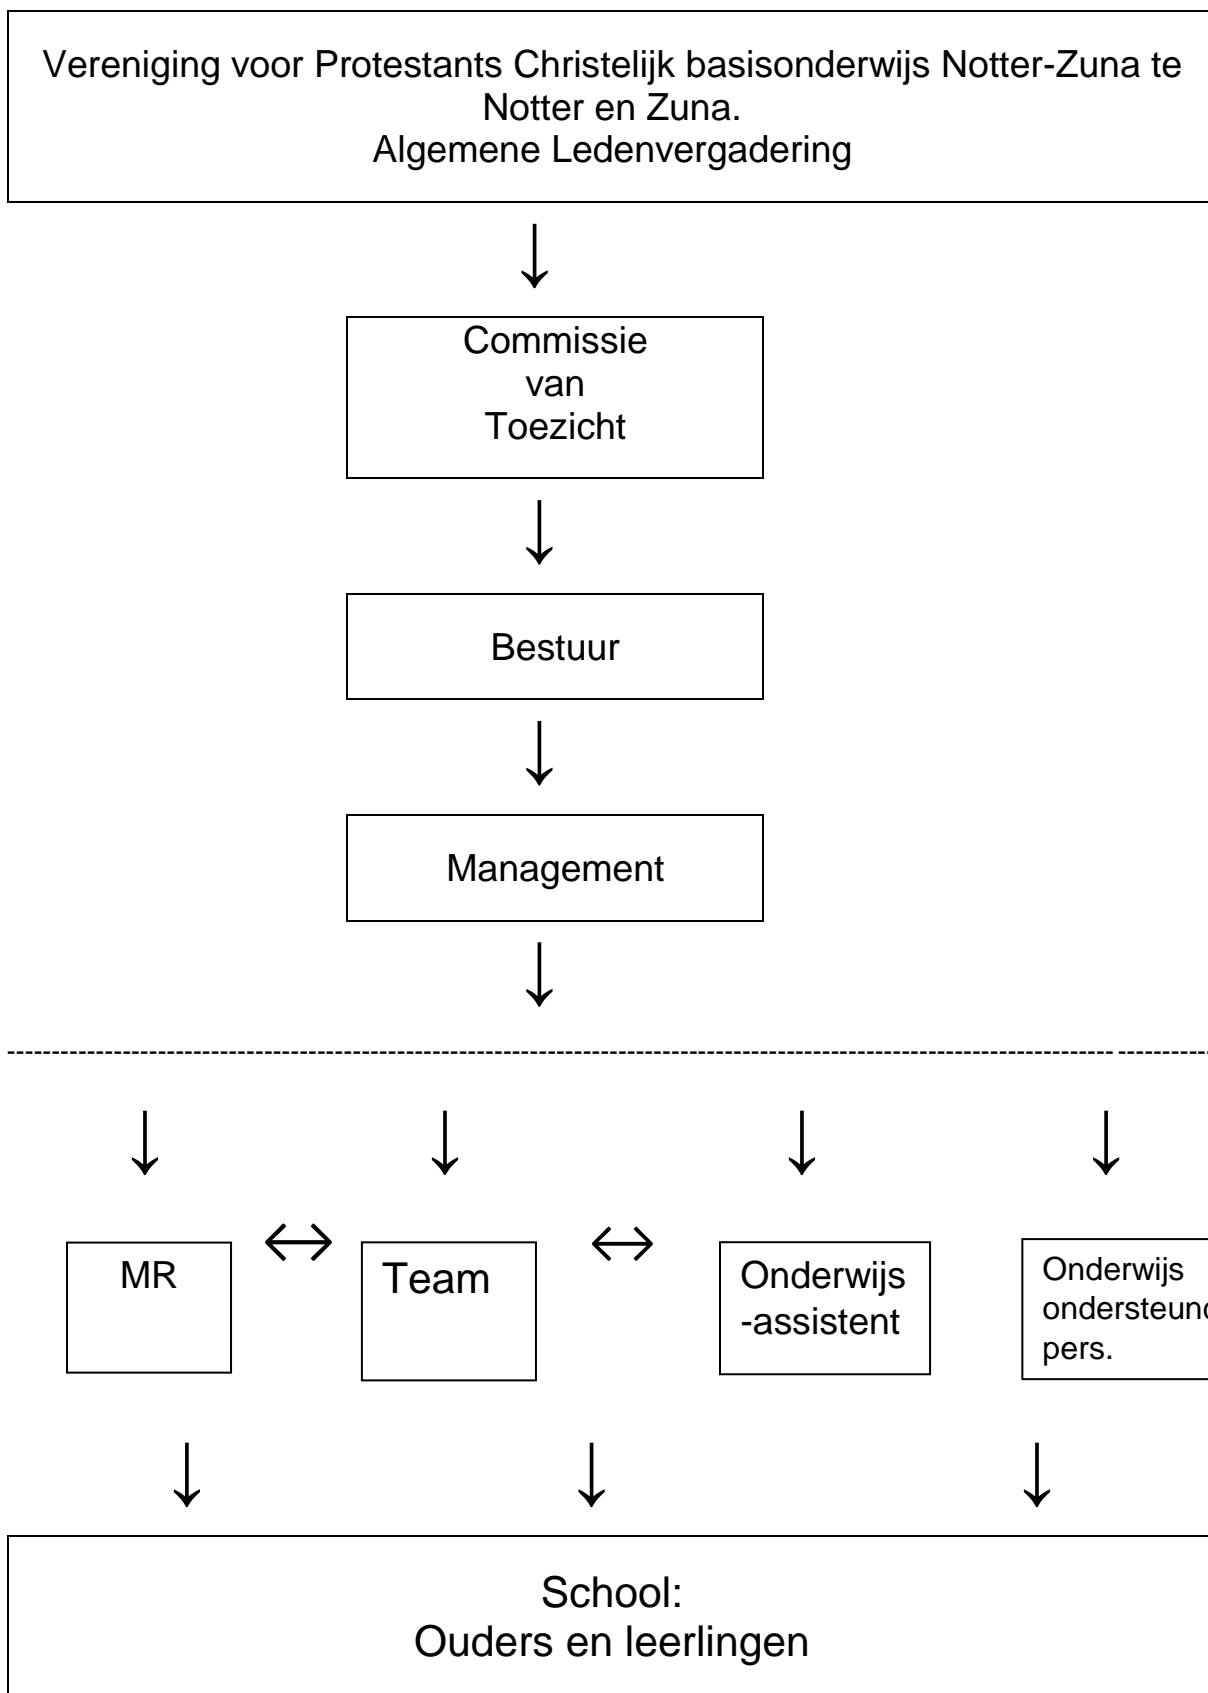 Vereniging voor Protestants Christelijk basisonderwijs Notter-Zuna te
Notter en Zuna.
Algemene Ledenvergadering
Commissie
van
Toezicht
Bestuur
Management
MR
Team
Onderwijs
-assistent
Onderwijs
pers.
School:
Ouders en leerlingen